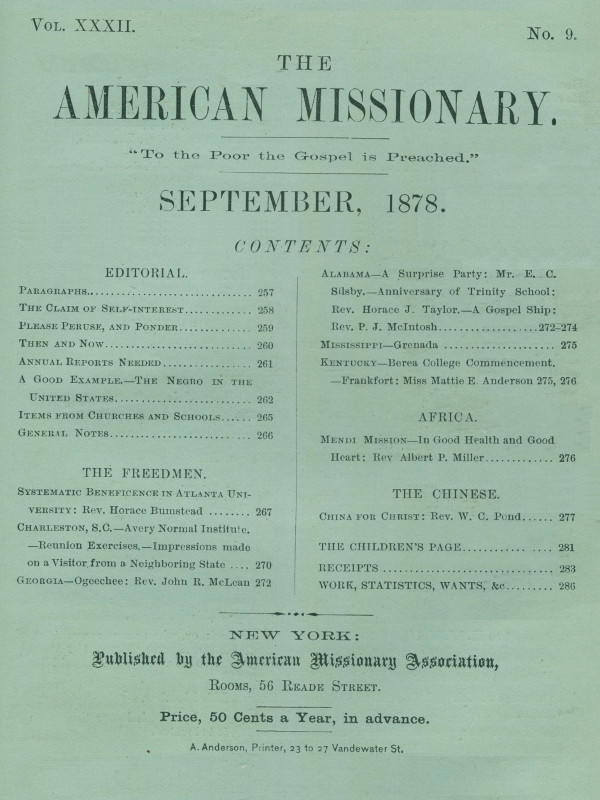 Vol. XXXII.
No. 9.
THE
AMERICAN MISSIONARY.
“To the Poor the Gospel is Preached.”
SEPTEMBER, 1878.
CONTENTS:
EDITORIAL.
Paragraphs.............................. 257
The Claim of Self-interest............... 258
Please Peruse, and Ponder............... 259
Then and Now........................... 260
Annual Reports Needed................. 261
A Good Example.—The Negro in the
United States.......................... 262
Items from Churches and Schools...... 265
General Notes........................... 266
THE FREEDMEN.
Systematic Beneficence in Atlanta Uni-
versity: Rev. Horace Bumstead ........ 267
Charleston, S.C.—Avery Normal Institute.
—Reunion Exercises.—Impressions made
on a Visitor from a Neighboring State .... 270
Georgia—Ogeechee: Rev. John R. McLean 272
Alabama—A Surprise Party: Mr. E. C.
Silsby.—Anniversary of Trinity School:
Rev. Horace J. Taylor.—A Gospel Ship:
Rev. P. J. McIntosh..................272-274
Mississippi—Grenada ..................... 275
Kentucky—Berea College Commencement.
—Frankfort: Miss Mattie E. Anderson 275, 276
AFRICA.
Mendi Mission—In Good Health and Good
Heart: Rev Albert P. Miller............. 276
THE CHINESE.
China for Christ: Rev. W. C. Pond...... 277
THE CHILDREN'S PAGE................ 281
RECEIPTS .............................. 283
WORK, STATISTICS, WANTS, &c......... 286
NEW YORK:
Published by the American Missionary Association,
Rooms, 56 Reade Street.
Price, 50 Cents a Year, in advance.
A. Anderson, Printer, 23 to 27 Vandewater St.